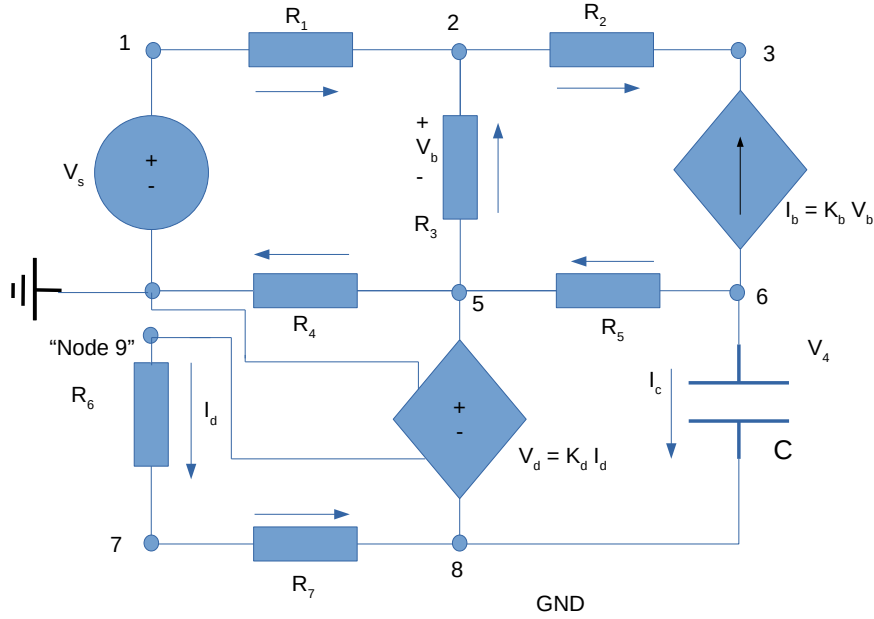 1
R1
2
R2
3
Vs
+
-
+
Vb
-
R3
Ib = Kb Vb
R4
5
R5
6
“Node 9”
R6
Id
+
-
Vd = Kd Id
Ic
V4
C
7
R7
8
GND